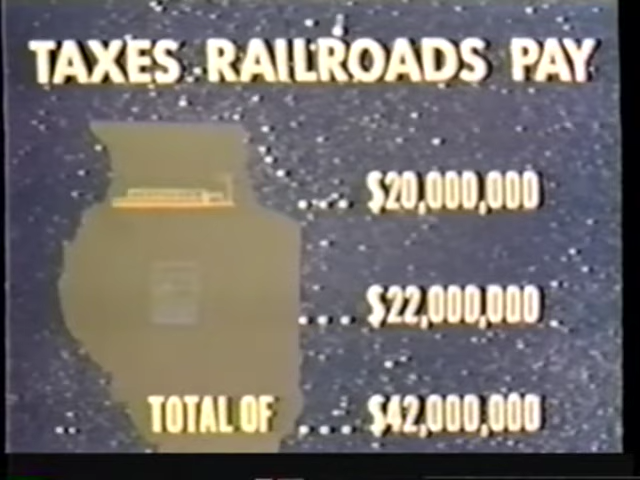 TAXES RAILROADS PAY
.... $20,000,000
.... $22,000,000
.. TOTAL OF .... $42,000,000